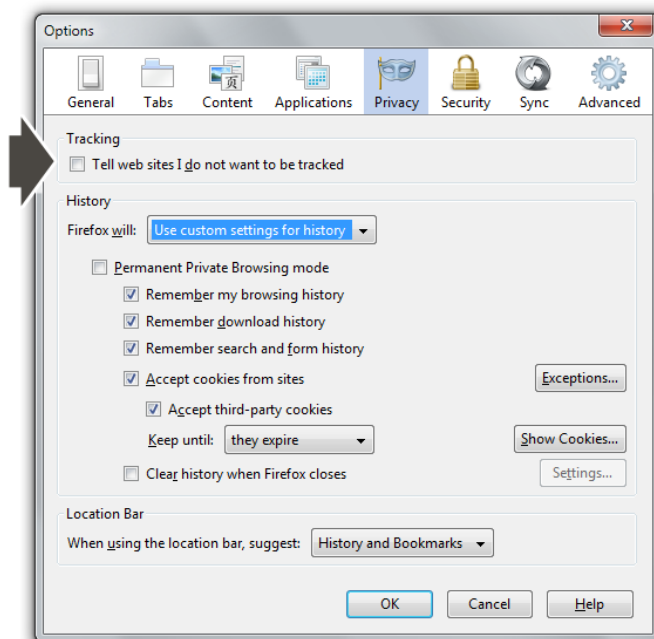 Options
General Tabs Content Applications Privacy Security Sync Advanced
Tracking
Tell web sites I do not want to be tracked
History
Firefox will: Use custom settings for history
Permanent Private Browsing mode
Remember my browsing history
Remember download history
Remember search and form history
Accept cookies from sites Exceptions...
Accept third-party cookies
Keep until: they expire Show Cookies...
Clear history when Firefox closes Settings...
Location Bar
When using the location bar, suggest: History and Bookmarks
OK Cancel Help